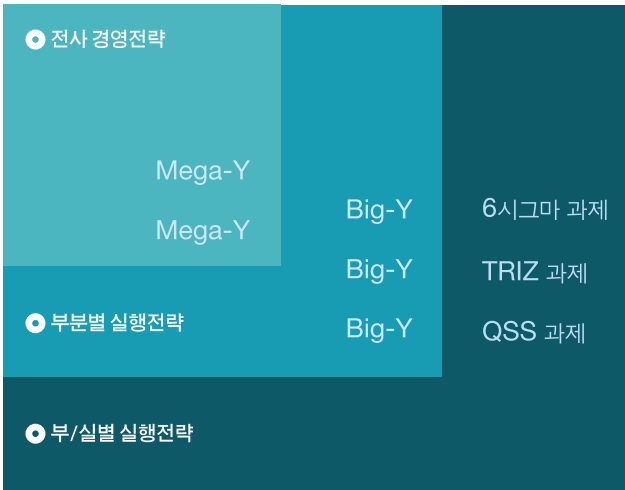 전사 경영전략
Mega-Y
Mega-Y
부분별 실행전략
Big-Y
Big-Y
Big-Y
부/실별 실행전략
6시그마 과제
TRIZ 과제
QSS 과제